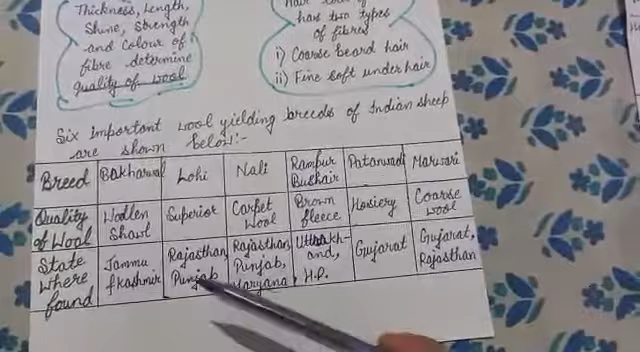 Thickness, Length,
Shine, Strength
and Colour of
fibre determine
quality of wool
has two types
of fibres
i) Coarse beard hair
ii) Fine soft under hair
Six important wool yielding breeds of Indian sheep
are shown below:-
Breed Bakharwal Lohi Nali Rampur Bushair Patanwadi Marwari
Quality of Wool Woolen Shawl Superior Carpet Wool Brown fleece Hosiery Coarse wool
State where found Jammu & Kashmir Rajasthan, Punjab Rajasthan, Punjab, Haryana Uttrakhand, H.P. Gujarat Gujarat, Rajasthan